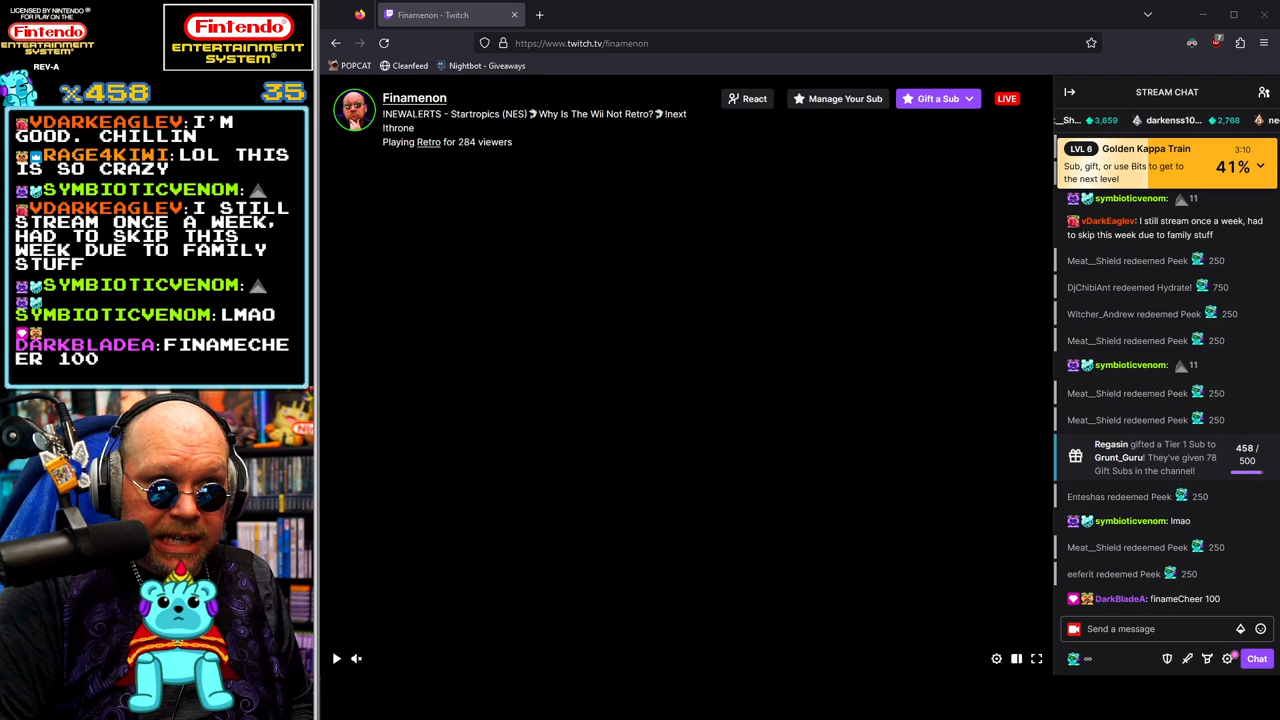 LICENSED BY NINTENDO®
FOR PLAY ON THE
Fintendo®
ENTERTAINMENT
SYSTEM®
REV-A
Fintendo®
ENTERTAINMENT
SYSTEM®
x458
35
VDARKEAGLEV: I'M
GOOD. CHILLIN
RAGE4KIWI: LOL THIS
IS SO CRAZY
SYMBIOTICVENOM:
VDARKEAGLEV: I STILL
STREAM ONCE A WEEK,
HAD TO SKIP THIS
WEEK DUE TO FAMILY
STUFF
SYMBIOTICVENOM:
SYMBIOTICVENOM: LMAO
DARKBLADEA: FINAMECHE
ER 100
Finamenon - Twitch
https://www.twitch.tv/finamenon
7
POPCAT
Cleanfeed
Nightbot - Giveaways
Finamenon
!NEWALERTS - Startropics (NES) Why Is The Wii Not Retro? !next
!throne
Playing Retro for 284 viewers
React
Manage Your Sub
Gift a Sub
LIVE
STREAM CHAT
_Sh... 3,659
darkenss10... 2,768
ne
LVL 6 Golden Kappa Train 3:10
Sub, gift, or use Bits to get to
the next level
41%
symbioticvenom: 11
vDarkEaglev: I still stream once a week, had
to skip this week due to family stuff
Meat__Shield redeemed Peek 250
DjChibiAnt redeemed Hydrate! 750
Witcher_Andrew redeemed Peek 250
Meat__Shield redeemed Peek 250
symbioticvenom: 11
Meat__Shield redeemed Peek 250
Meat__Shield redeemed Peek 250
Regasin gifted a Tier 1 Sub to
Grunt_Guru! They've given 78
Gift Subs in the channel!
458 /
500
Enteshas redeemed Peek 250
symbioticvenom: lmao
Meat__Shield redeemed Peek 250
eeferit redeemed Peek 250
DarkBladeA: finameCheer 100
Send a message
∞
Chat